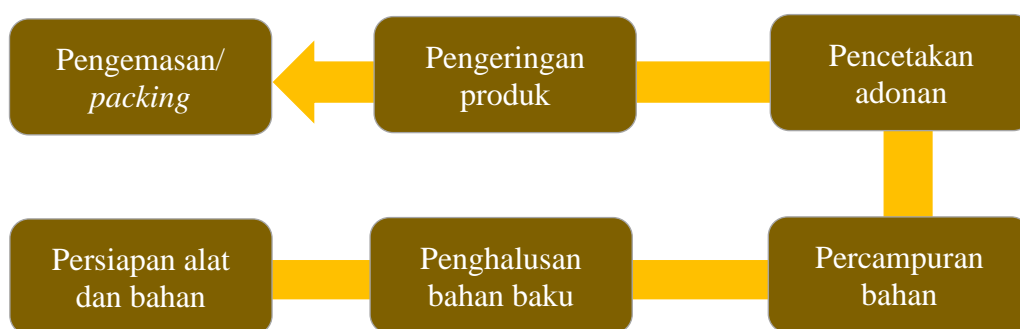 Pengemasan/
packing
Pengeringan
produk
Pencetakan
adonan
Persiapan alat
dan bahan
Penghalusan
bahan baku
Percampuran
bahan